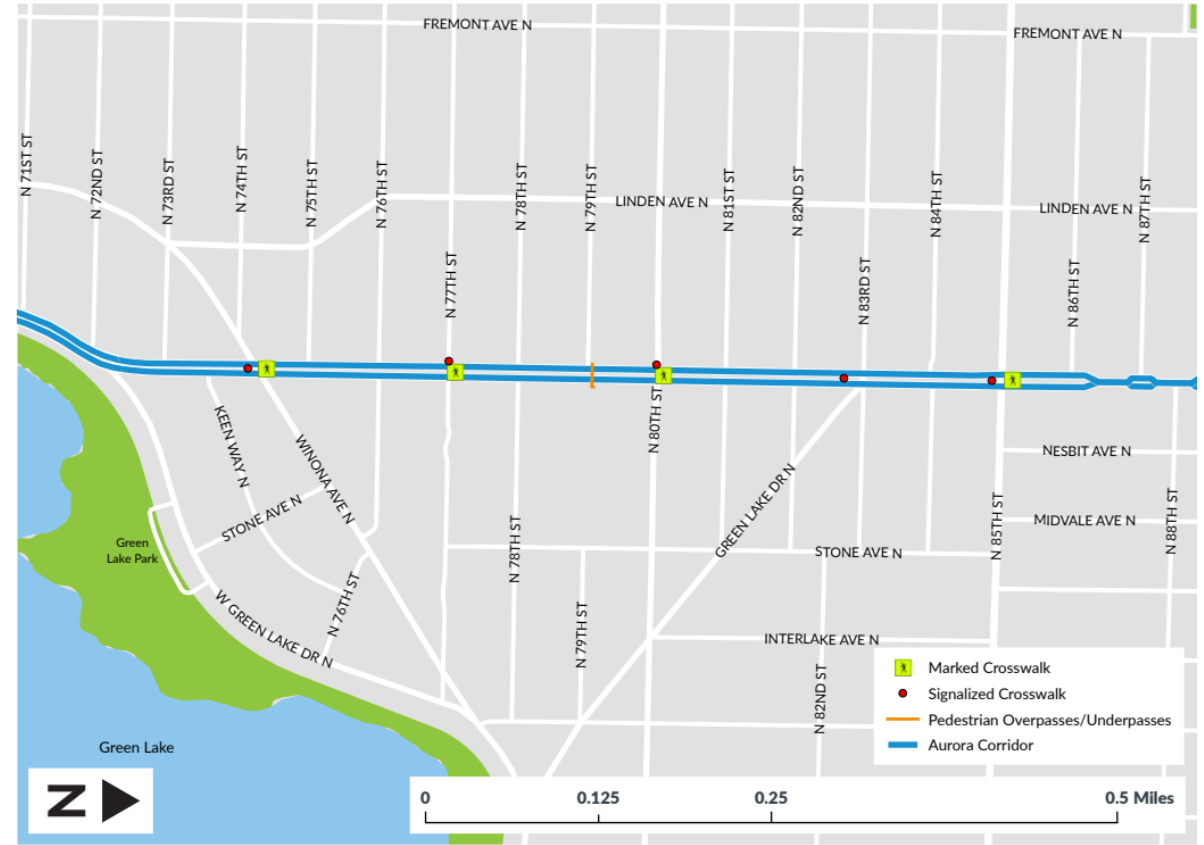 FREMONT AVE N
FREMONT AVE N
N 71ST ST
N 72ND ST
N 73RD ST
N 74TH ST
N 75TH ST
N 76TH ST
N 77TH ST
N 78TH ST
N 79TH ST
LINDEN AVE N
N 81ST ST
N 82ND ST
N 83RD ST
N 84TH ST
LINDEN AVE N
N 86TH ST
N 87TH ST
KEEN WAY N
WINONA AVE N
STONE AVE N
N 80TH ST
GREEN LAKE DR N
NESBIT AVE N
MIDVALE AVE N
N 85TH ST
N 88TH ST
STONE AVE N
Green
Lake Park
N 78TH ST
N 76TH ST
W GREEN LAKE DR N
N 79TH ST
INTERLAKE AVE N
N 82ND ST
Green Lake
Marked Crosswalk
Signalized Crosswalk
Pedestrian Overpasses/Underpasses
Aurora Corridor
N
0 0.125 0.25 0.5 Miles